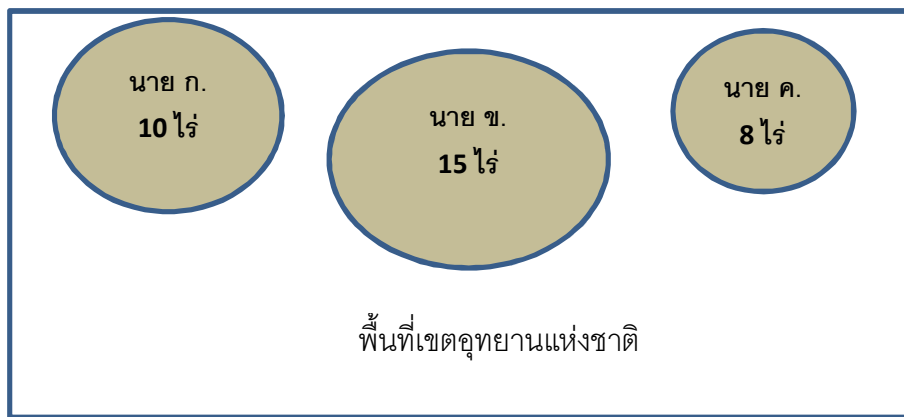 นาย ก.
10 ไร่
นาย ข.
15 ไร่
นาย ค.
8 ไร่
พื้นที่เขตอุทยานแห่งชาติ